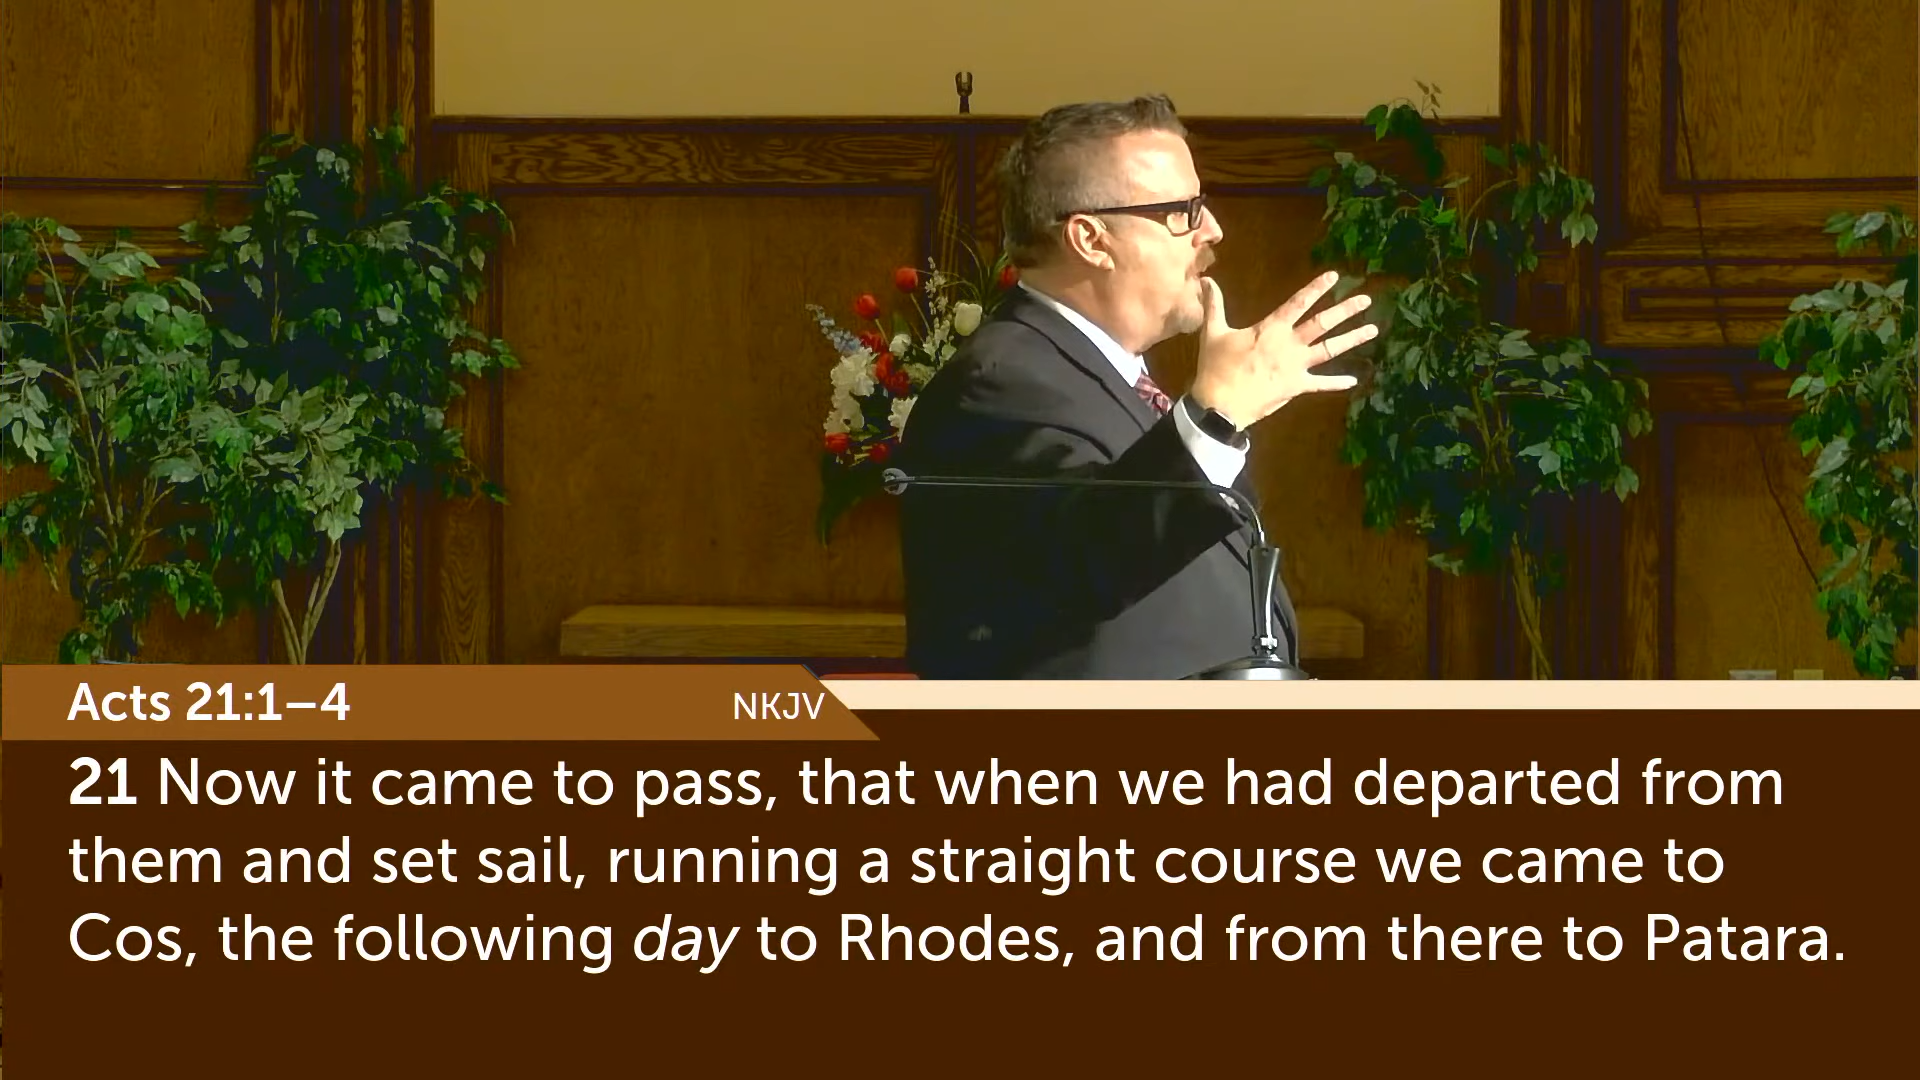 Acts 21:1–4 NKJV
21 Now it came to pass, that when we had departed from
them and set sail, running a straight course we came to
Cos, the following day to Rhodes, and from there to Patara.